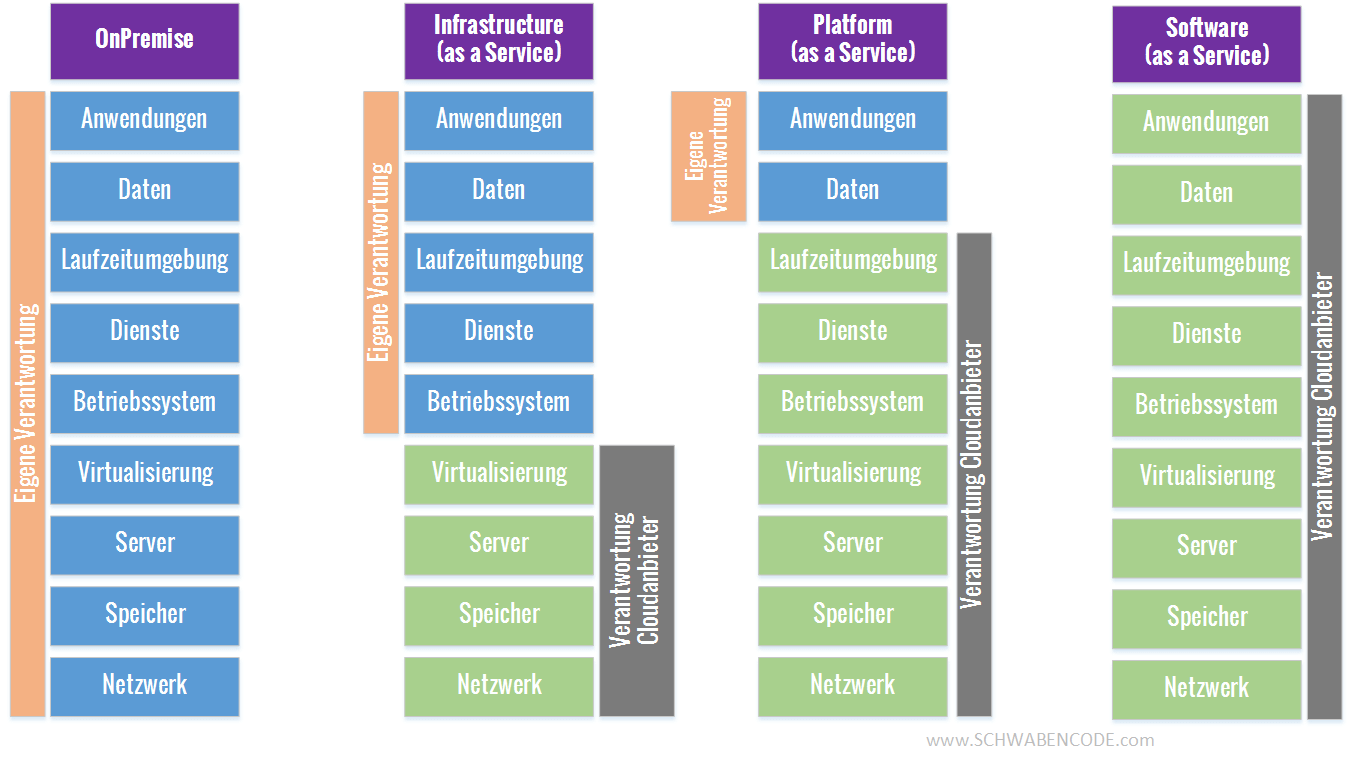 OnPremise
Eigene Verantwortung
Anwendungen
Daten
Laufzeitumgebung
Dienste
Betriebssystem
Virtualisierung
Server
Speicher
Netzwerk
Infrastructure
(as a Service)
Eigene Verantwortung
Anwendungen
Daten
Laufzeitumgebung
Dienste
Betriebssystem
Virtualisierung
Server
Speicher
Netzwerk
Verantwortung
Cloudanbieter
Platform
(as a Service)
Eigene
Verantwortung
Anwendungen
Daten
Laufzeitumgebung
Dienste
Betriebssystem
Virtualisierung
Server
Speicher
Netzwerk
Verantwortung Cloudanbieter
Software
(as a Service)
Anwendungen
Daten
Laufzeitumgebung
Dienste
Betriebssystem
Virtualisierung
Server
Speicher
Netzwerk
Verantwortung Cloudanbieter
www.SCHWABENCODE.com